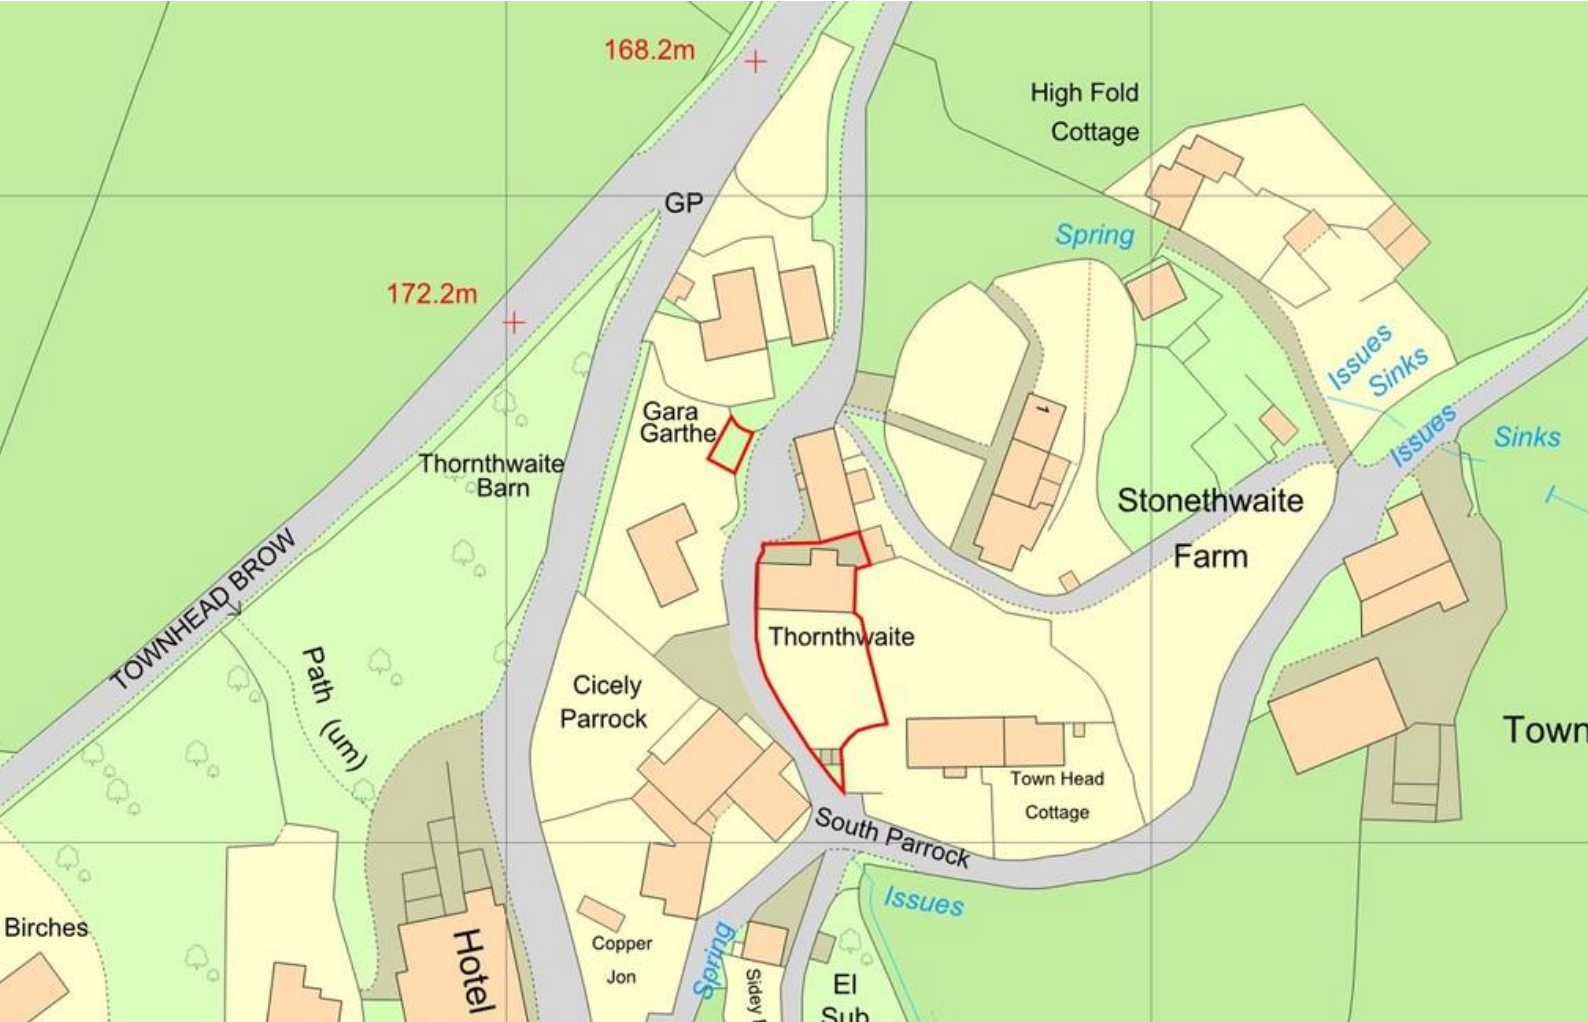 168.2m
High Fold
Cottage
GP
Spring
172.2m
Issues
Sinks
1
Gara
Garthe
Issues
Sinks
Thornthwaite
Barn
Stonethwaite
Farm
TOWNHEAD BROW
Thornthwaite
Path (um)
Cicely
Parrock
Town
Town Head
Cottage
South Parrock
Issues
Birches
Hotel
Copper
Jon
Spring
Sidey
El
Sub